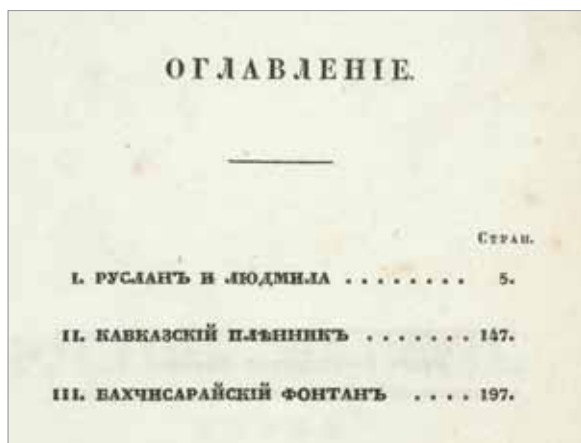 ОГЛАВЛЕНІЕ.
Стран.
I. РУСЛАНЪ И ЛЮДМИЛА . . . . . . . . 5.
II. КАВКАЗСКІЙ ПЛѢННИКЪ . . . . . . . 147.
III. БАХЧИСАРАЙСКІЙ ФОНТАНЪ . . . . 197.